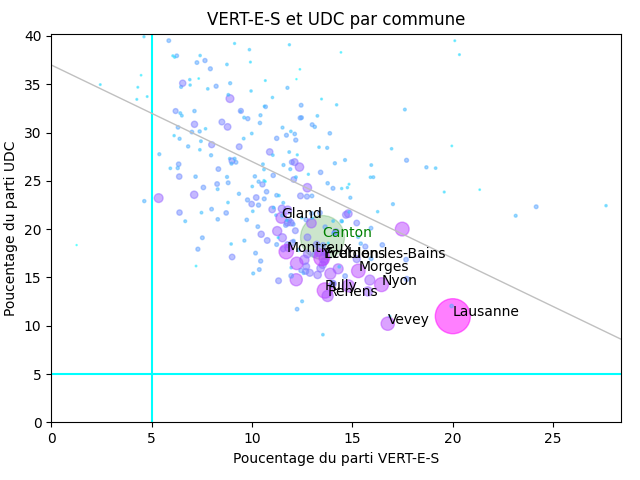 VERT-E-S et UDC par commune
40
35
30
25
20
15
10
5
0
Poucentage du parti UDC
Gland
Canton
Montreux
Yverdon-les-Bains
Morges
Pully
Nyon
Renens
Lausanne
Vevey
0
5
10
15
20
25
Poucentage du parti VERT-E-S